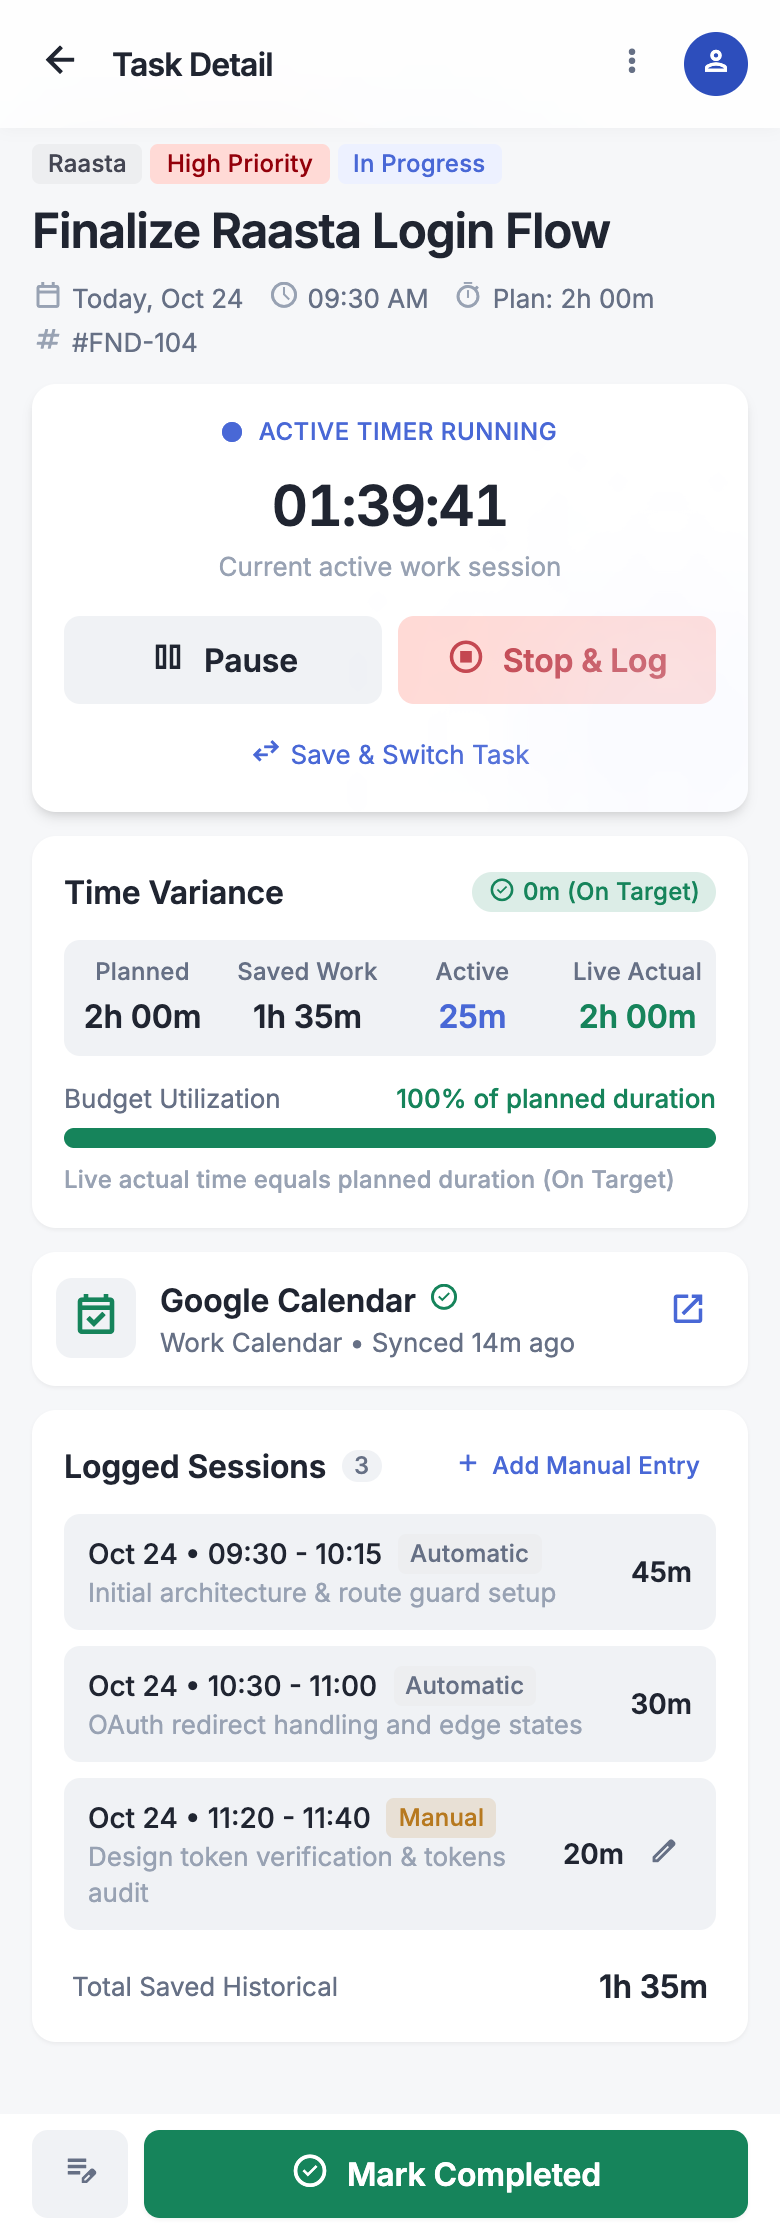 Task Detail
Raasta High Priority In Progress
Finalize Raasta Login Flow
Today, Oct 24 09:30 AM Plan: 2h 00m
# #FND-104
ACTIVE TIMER RUNNING
01:39:41
Current active work session
Pause Stop & Log
Save & Switch Task
Time Variance 0m (On Target)
Planned Saved Work Active Live Actual
2h 00m 1h 35m 25m 2h 00m
Budget Utilization 100% of planned duration
Live actual time equals planned duration (On Target)
Google Calendar
Work Calendar • Synced 14m ago
Logged Sessions 3 + Add Manual Entry
Oct 24 • 09:30 - 10:15 Automatic
Initial architecture & route guard setup
45m
Oct 24 • 10:30 - 11:00 Automatic
OAuth redirect handling and edge states
30m
Oct 24 • 11:20 - 11:40 Manual
Design token verification & tokens
audit
20m
Total Saved Historical 1h 35m
Mark Completed